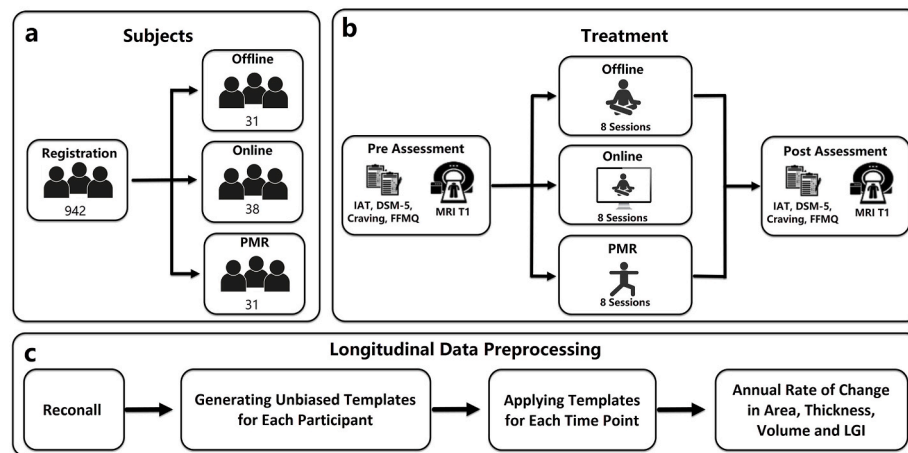 a
Subjects
Registration
942
Offline
31
Online
38
PMR
31
b
Treatment
Pre Assessment
IAT, DSM-5,
Craving, FFMQ
MRI T1
Offline
8 Sessions
Online
8 Sessions
PMR
8 Sessions
Post Assessment
IAT, DSM-5,
Craving, FFMQ
MRI T1
c
Longitudinal Data Preprocessing
Reconall
Generating Unbiased Templates
for Each Participant
Applying Templates
for Each Time Point
Annual Rate of Change
in Area, Thickness,
Volume and LGI